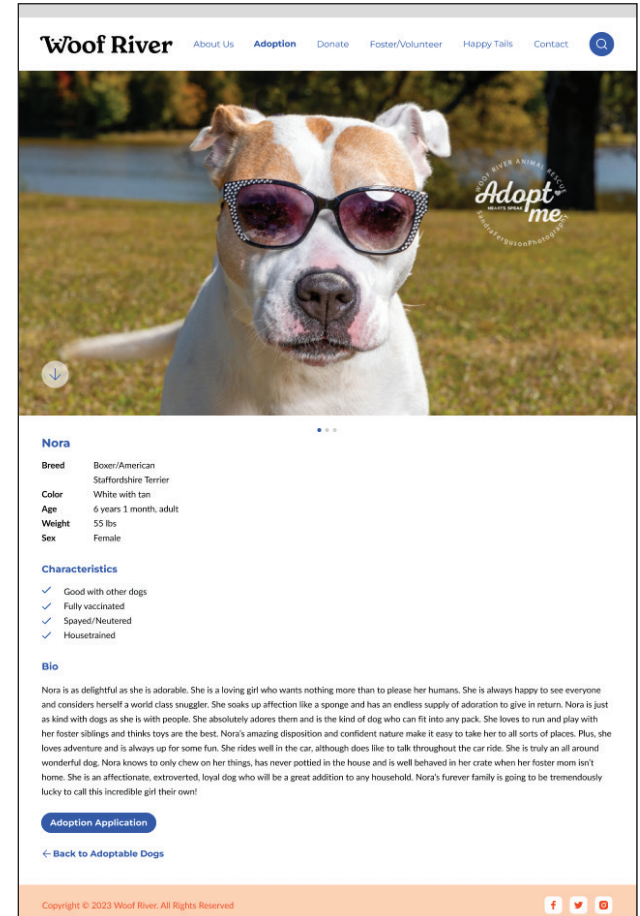 Woof River About Us Adoption Donate Foster/Volunteer Happy Tails Contact
WOOF RIVER ANIMAL RESCUE
Adopt
HEARTS SPEAK
me
SandraFergusonPhotography
Nora
Breed Boxer/American
Staffordshire Terrier
Color White with tan
Age 6 years 1 month, adult
Weight 55 lbs
Sex Female
Characteristics
Good with other dogs
Fully vaccinated
Spayed/Neutered
Housetrained
Bio
Nora is as delightful as she is adorable. She is a loving girl who wants nothing more than to please her humans. She is always happy to see everyone
and considers herself a world class snuggler. She soaks up affection like a sponge and has an endless supply of adoration to give in return. Nora is just
as kind with dogs as she is with people. She absolutely adores them and is the kind of dog who can fit into any pack. She loves to run and play with
her foster siblings and thinks toys are the best. Nora's amazing disposition and confident nature make it easy to take her to all sorts of places. Plus, she
loves adventure and is always up for some fun. She rides well in the car, although does like to talk throughout the car ride. She is truly an all around
wonderful dog. Nora knows to only chew on her things, has never pottied in the house and is well behaved in her crate when her foster mom isn't
home. She is an affectionate, extroverted, loyal dog who will be a great addition to any household. Nora's furever family is going to be tremendously
lucky to call this incredible girl their own!
Adoption Application
← Back to Adoptable Dogs
Copyright © 2023 Woof River. All Rights Reserved